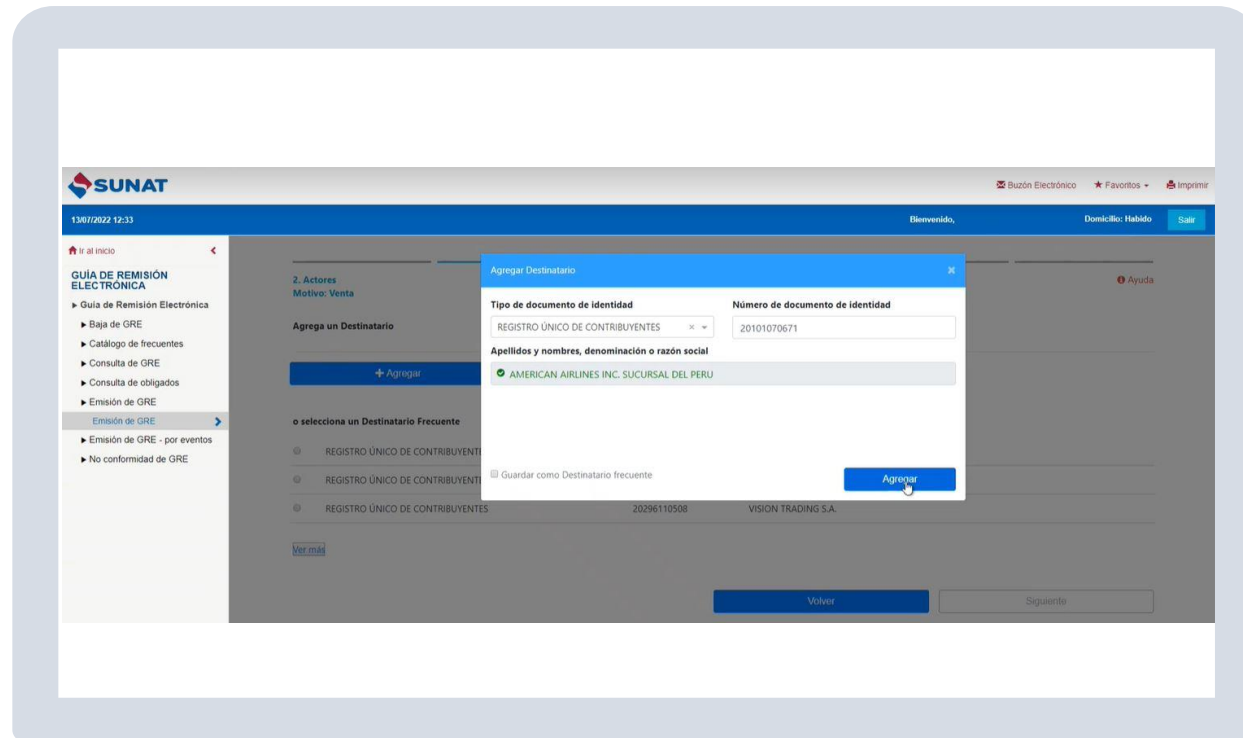 SUNAT
Buzón Electrónico
Favoritos
Imprimir
13/07/2022 12:33
Bienvenido,
Domicilio: Habido
Salir
Ir al inicio
GUÍA DE REMISIÓN
ELECTRÓNICA
Guía de Remisión Electrónica
Baja de GRE
Catálogo de frecuentes
Consulta de GRE
Consulta de obligados
Emisión de GRE
Emisión de GRE
Emisión de GRE - por eventos
No conformidad de GRE
2. Actores
Motivo: Venta
Ayuda
Agrega un Destinatario
+ Agregar
o selecciona un Destinatario Frecuente
REGISTRO ÚNICO DE CONTRIBUYENTE
REGISTRO ÚNICO DE CONTRIBUYENTE
REGISTRO ÚNICO DE CONTRIBUYENTES 20296110508 VISION TRADING S.A.
Ver más
Volver
Siguiente
Agregar Destinatario
Tipo de documento de identidad
Número de documento de identidad
REGISTRO ÚNICO DE CONTRIBUYENTES
20101070671
Apellidos y nombres, denominación o razón social
AMERICAN AIRLINES INC. SUCURSAL DEL PERU
Guardar como Destinatario frecuente
Agregar